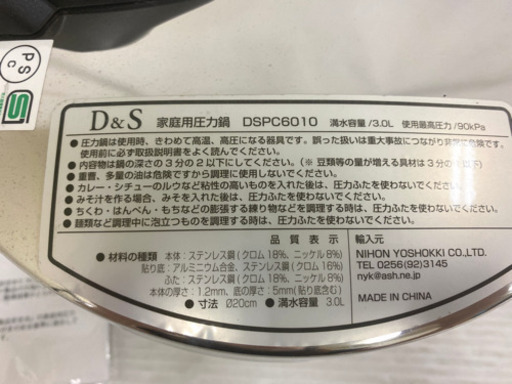 PS
C
S
D&S 家庭用圧力鍋 DSPC6010 満水容量/3.0L 使用最高圧力/90kPa
● 圧力鍋は使用時、きわめて高温、高圧になる器具です。誤った扱いは重大事故につながり非常に危険です。
使用前に必ず取扱説明書をよく読んでください。
● 内容物は鍋の深さの3分の2以下にしてください。(※ 豆類等の量が増える具材は3分の
● 重曹、多量の油は危険ですから調理に使用しないでください。
● カレー・シチューのルウなど粘性の高いものを入れた後は、圧力ふたを使わないでください。
● みそ汁を作る場合、みそを入れた後は、圧力ふたを使わないでください。
● ちくわ・はんぺん・もちなどの膨張する練り物などを調理する時は、圧力ふたを使わないでください。
● 麺類など調理中に泡立つものを調理する時は、圧力ふたを使わないでください。
品質表示
● 材料の種類 本体:ステンレス鋼(クロム18%、ニッケル8%)
貼り底:アルミニウム合金、ステンレス鋼(クロム16%)
ふた:ステンレス鋼(クロム18%、ニッケル8%)
本体の厚さ:1.2mm、底の厚さ:5mm(貼り底含む)
● 寸法 Ø20cm ● 満水容量 3.0L
輸入元
NIHON YOSHOKKI CO.,LTD.
TEL 0256(92)3145
nyk@ash.ne.jp
MADE IN CHINA